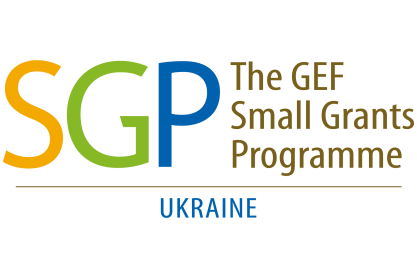 SGP
The GEF
Small Grants
Programme
UKRAINE